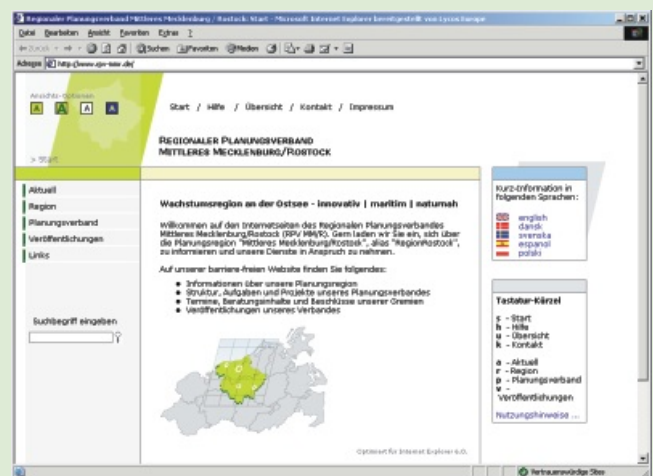 Regionaler Planungsverband Mittleres Mecklenburg / Rostock: Start - Microsoft Internet Explorer bereitgestellt von Lycos Europe
Datei Bearbeiten Ansicht Favoriten Extras ?
Zurück Suchen Favoriten Medien
Adresse
Ansichts-Optionen
A A A A
Start / Hilfe / Übersicht / Kontakt / Impressum
REGIONALER PLANUNGSVERBAND
MITTLERES MECKLENBURG/ROSTOCK
> Start
Aktuell
Region
Planungsverband
Veröffentlichungen
Links
Suchbegriff eingeben
Wachstumsregion an der Ostsee - innovativ | maritim | naturnah
Willkommen auf den Internetseiten des Regionalen Planungsverbandes
Mittleres Mecklenburg/Rostock (RPV MM/R). Gern laden wir Sie ein, sich über
die Planungsregion "Mittleres Mecklenburg/Rostock", alias "RegionRostock",
zu informieren und unsere Dienste in Anspruch zu nehmen.
Auf unserer barriere-freien Website finden Sie folgendes:
Informationen über unsere Planungsregion
Struktur, Aufgaben und Projekte unseres Planungsverbandes
Termine, Beratungsinhalte und Beschlüsse unserer Gremien
Veröffentlichungen unseres Verbandes
Optimiert für Internet Explorer 6.0.
Kurz-Information in
folgenden Sprachen:
english
dansk
svenska
espanol
polski
Tastatur-Kürzel
s - Start
h - Hilfe
u - Übersicht
k - Kontakt
a - Aktuell
r - Region
p - Planungsverband
v -
Veröffentlichungen
Nutzungshinweise ...
Vertrauenswürdige Sites